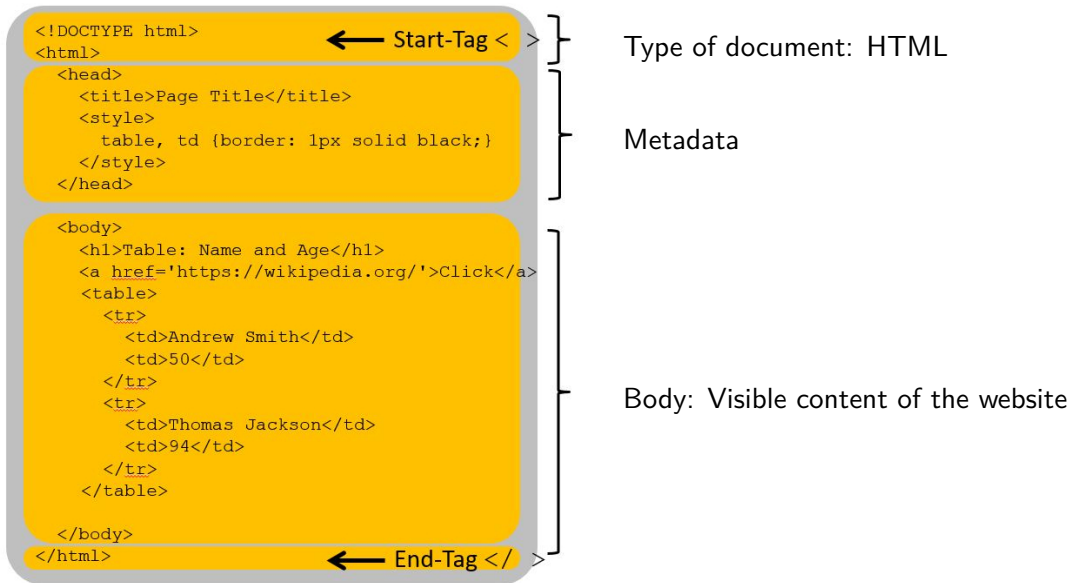 <!DOCTYPE html>
<html>
Start-Tag < >
Type of document: HTML
<head>
<title>Page Title</title>
<style>
table, td {border: 1px solid black;}
</style>
</head>
Metadata
<body>
<h1>Table: Name and Age</h1>
<a href='https://wikipedia.org/'>Click</a>
<table>
<tr>
<td>Andrew Smith</td>
<td>50</td>
</tr>
<tr>
<td>Thomas Jackson</td>
<td>94</td>
</tr>
</table>
</body>
Body: Visible content of the website
</html>
End-Tag </ >